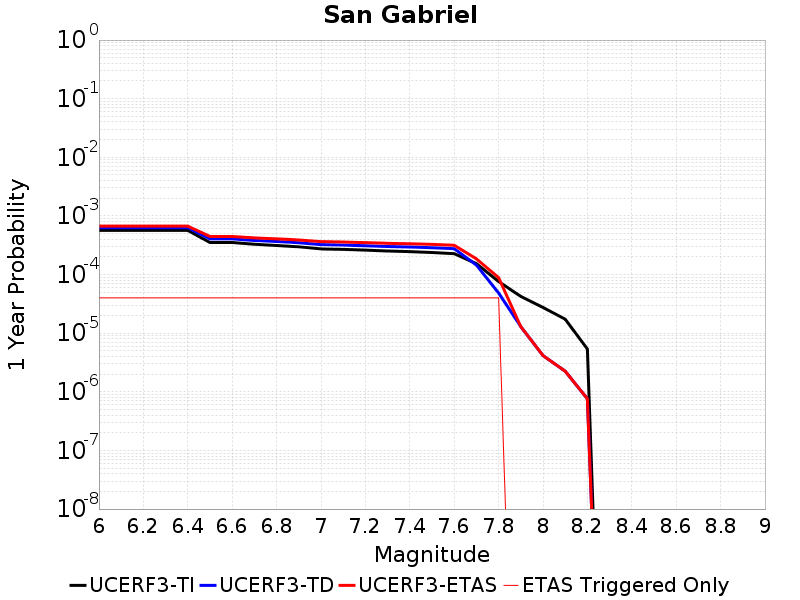 San Gabriel
1 Year Probability
10^0
10^-1
10^-2
10^-3
10^-4
10^-5
10^-6
10^-7
10^-8
6 6.2 6.4 6.6 6.8 7 7.2 7.4 7.6 7.8 8 8.2 8.4 8.6 8.8 9
Magnitude
UCERF3-TI UCERF3-TD UCERF3-ETAS ETAS Triggered Only